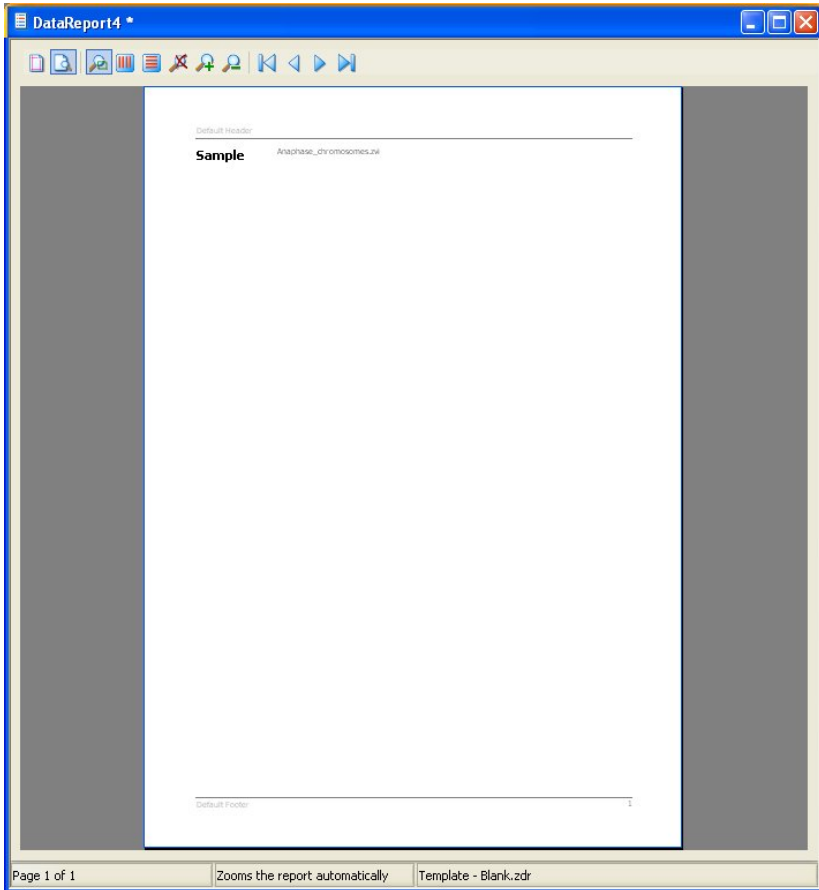 DataReport4 *
Default Header
Sample Anaphase_chromosomes.zvi
Default Footer 1
Page 1 of 1 Zooms the report automatically Template - Blank.zdr